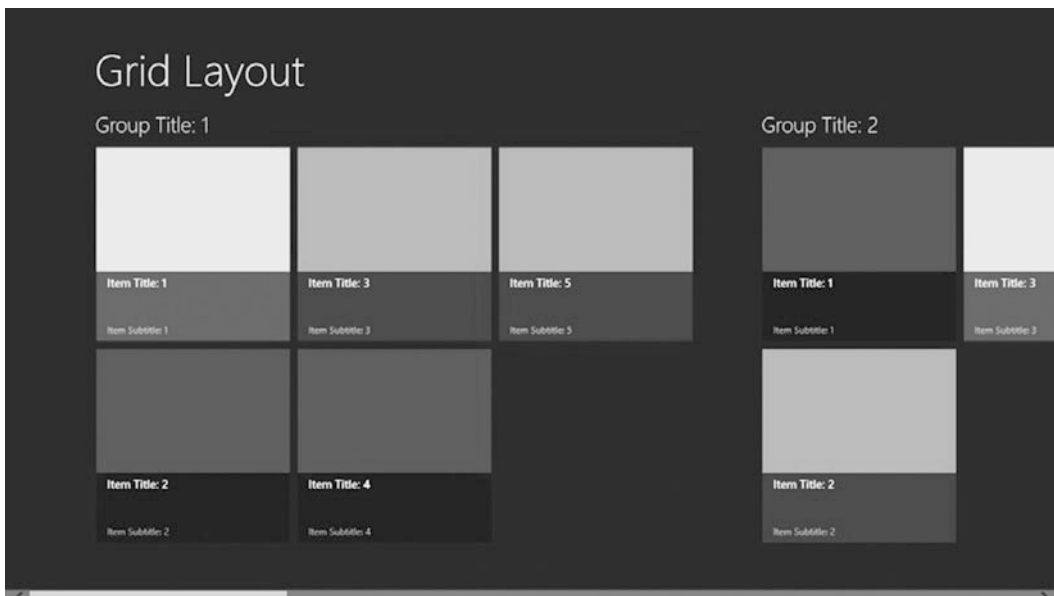 Grid Layout
Group Title: 1
Item Title: 1
Item Subtitle: 1
Item Title: 3
Item Subtitle: 3
Item Title: 5
Item Subtitle: 5
Item Title: 2
Item Subtitle: 2
Item Title: 4
Item Subtitle: 4
Group Title: 2
Item Title: 1
Item Subtitle: 1
Item Title: 3
Item Subtitle: 3
Item Title: 2
Item Subtitle: 2